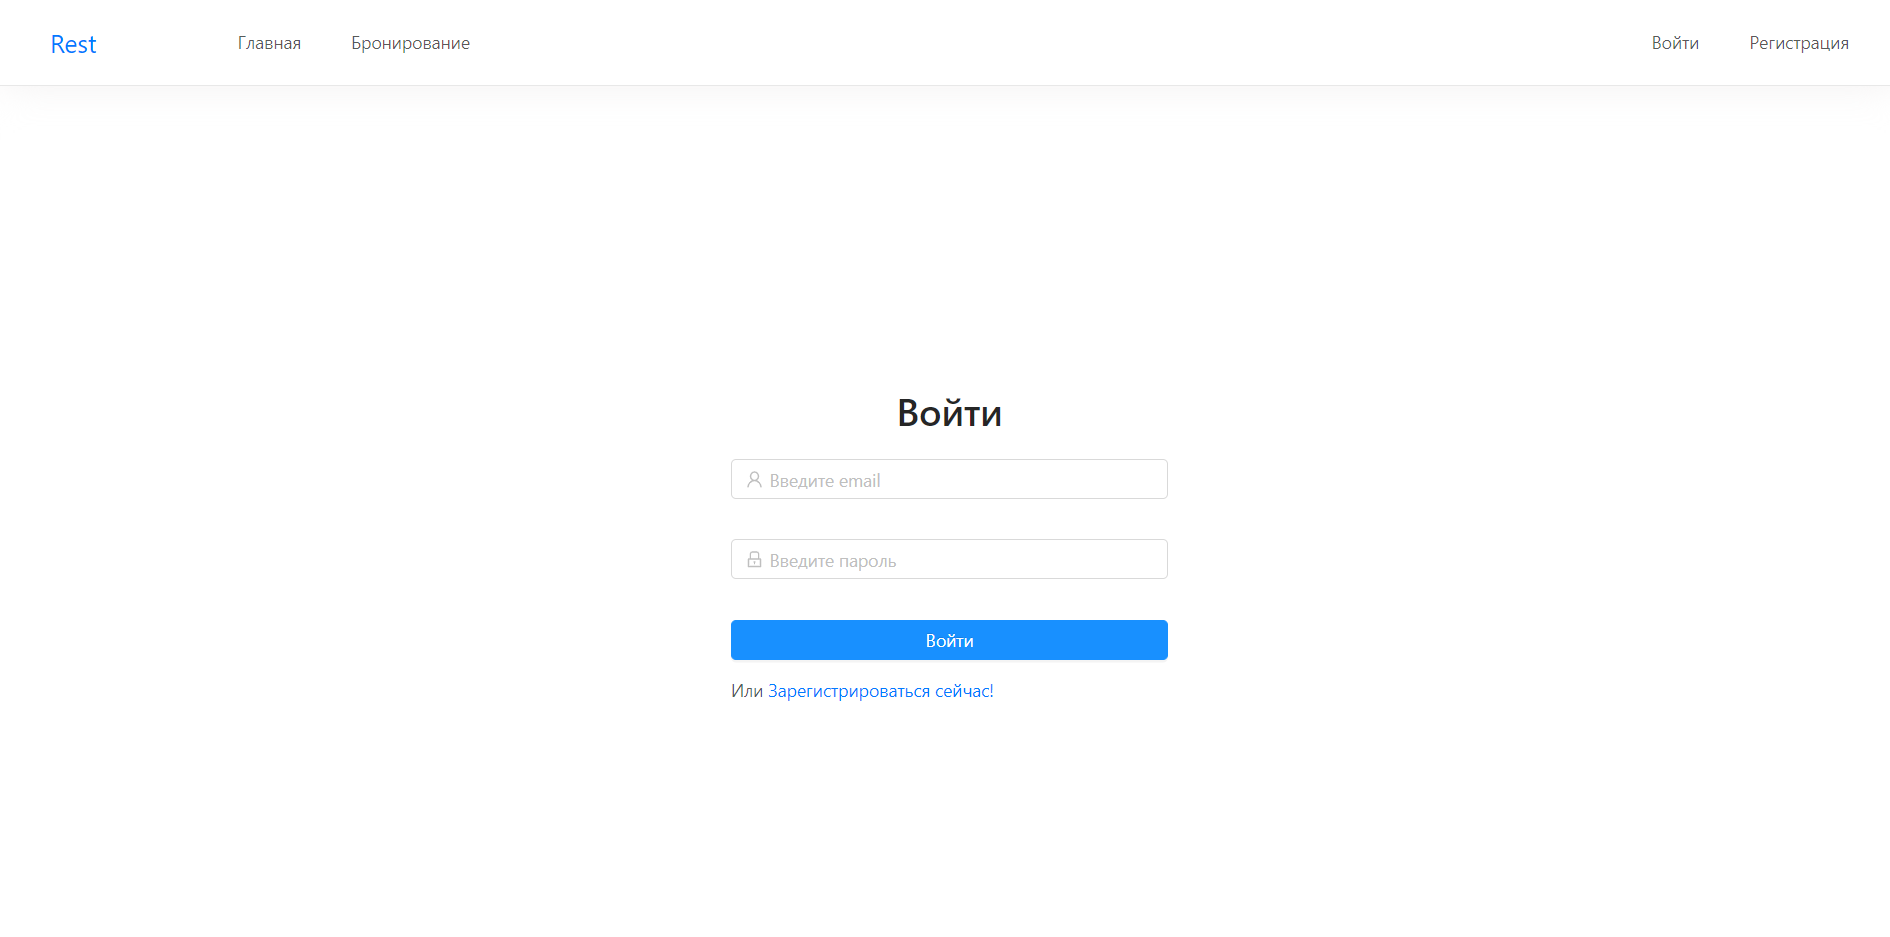 Rest Главная Бронирование Войти Регистрация
Войти
Введите email
Введите пароль
Войти
Или Зарегистрироваться сейчас!